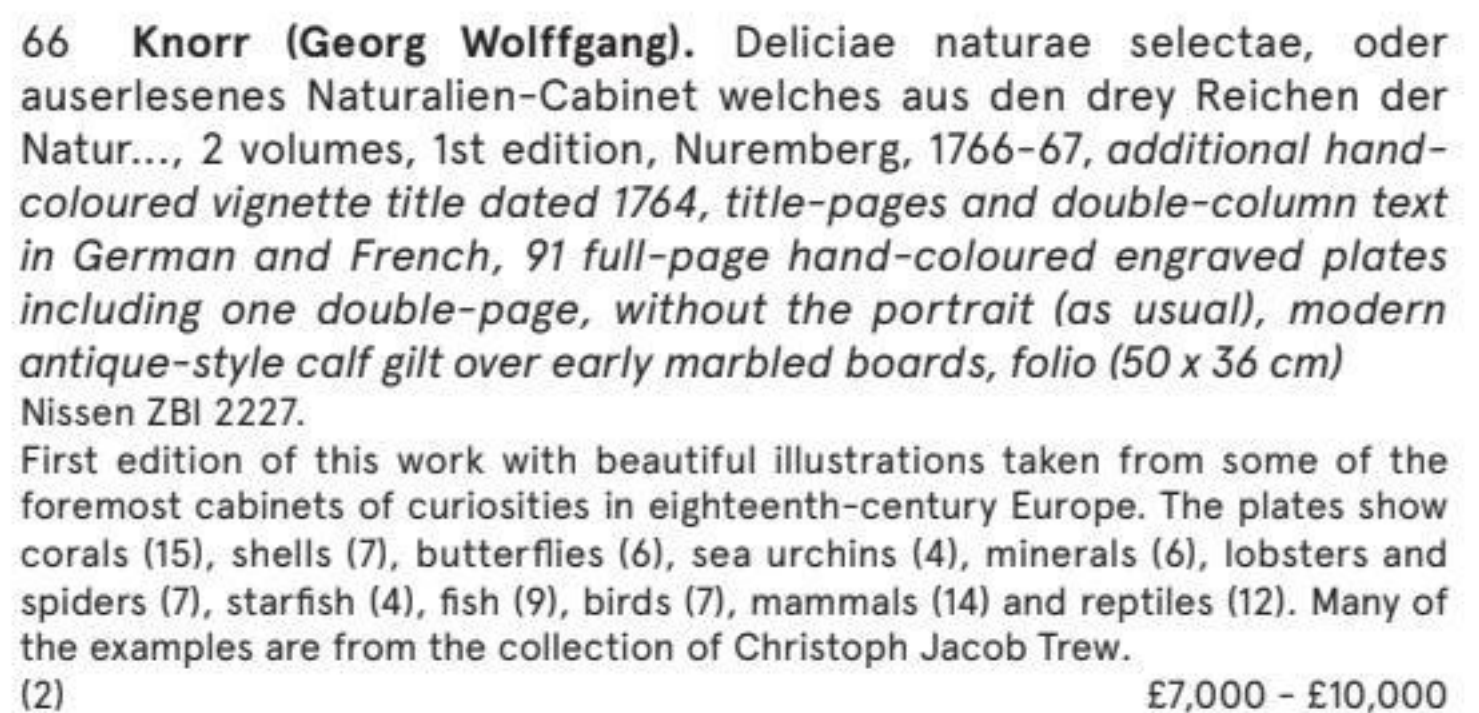 66 Knorr (Georg Wolffgang). Deliciae naturae selectae, oder
auserlesenes Naturalien-Cabinet welches aus den drey Reichen der
Natur..., 2 volumes, 1st edition, Nuremberg, 1766-67, additional hand-
coloured vignette title dated 1764, title-pages and double-column text
in German and French, 91 full-page hand-coloured engraved plates
including one double-page, without the portrait (as usual), modern
antique-style calf gilt over early marbled boards, folio (50 x 36 cm)
Nissen ZBI 2227.
First edition of this work with beautiful illustrations taken from some of the
foremost cabinets of curiosities in eighteenth-century Europe. The plates show
corals (15), shells (7), butterflies (6), sea urchins (4), minerals (6), lobsters and
spiders (7), starfish (4), fish (9), birds (7), mammals (14) and reptiles (12). Many of
the examples are from the collection of Christoph Jacob Trew.
(2) £7,000 - £10,000